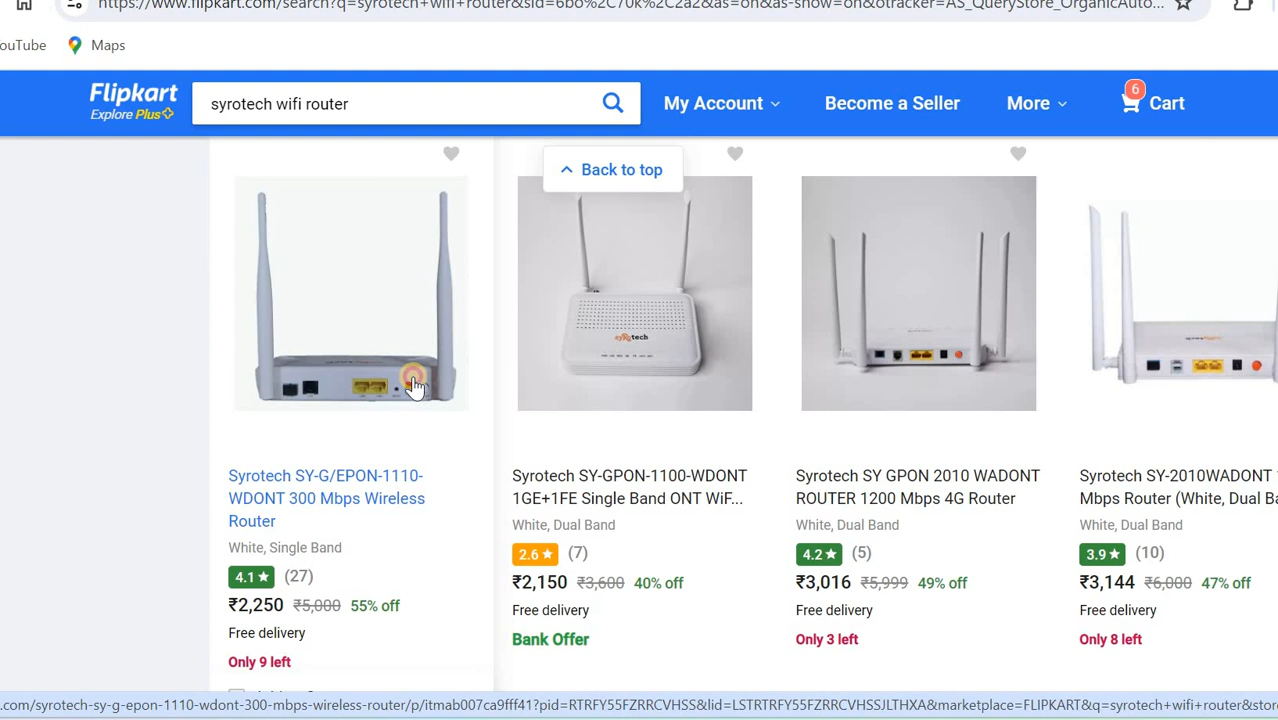 https://www.flipkart.com/search?q=syrotech+wifi+router&sid=6bo%2C70k%2C2a2&as=on&as-show=on&otracker=AS_QueryStore_OrganicAuto...
ouTube
Maps
Flipkart
Explore Plus
syrotech wifi router
My Account
Become a Seller
More
6
Cart
Back to top
syrotech
Syrotech SY-G/EPON-1110-
WDONT 300 Mbps Wireless
Router
White, Single Band
4.1★ (27)
₹2,250 ₹5,000 55% off
Free delivery
Only 9 left
Syrotech SY-GPON-1100-WDONT
1GE+1FE Single Band ONT WiF...
White, Dual Band
2.6★ (7)
₹2,150 ₹3,600 40% off
Free delivery
Bank Offer
Syrotech SY GPON 2010 WADONT
ROUTER 1200 Mbps 4G Router
White, Dual Band
4.2★ (5)
₹3,016 ₹5,999 49% off
Free delivery
Only 3 left
Syrotech SY-2010WADONT
Mbps Router (White, Dual Ba
White, Dual Band
3.9★ (10)
₹3,144 ₹6,000 47% off
Free delivery
Only 8 left
.com/syrotech-sy-g-epon-1110-wdont-300-mbps-wireless-router/p/itmab007ca9fff41?pid=RTRFY55FZRRCVHSS&lid=LSTRTRFY55FZRRCVHSSJLTHXA&marketplace=FLIPKART&q=syrotech+wifi+router&store